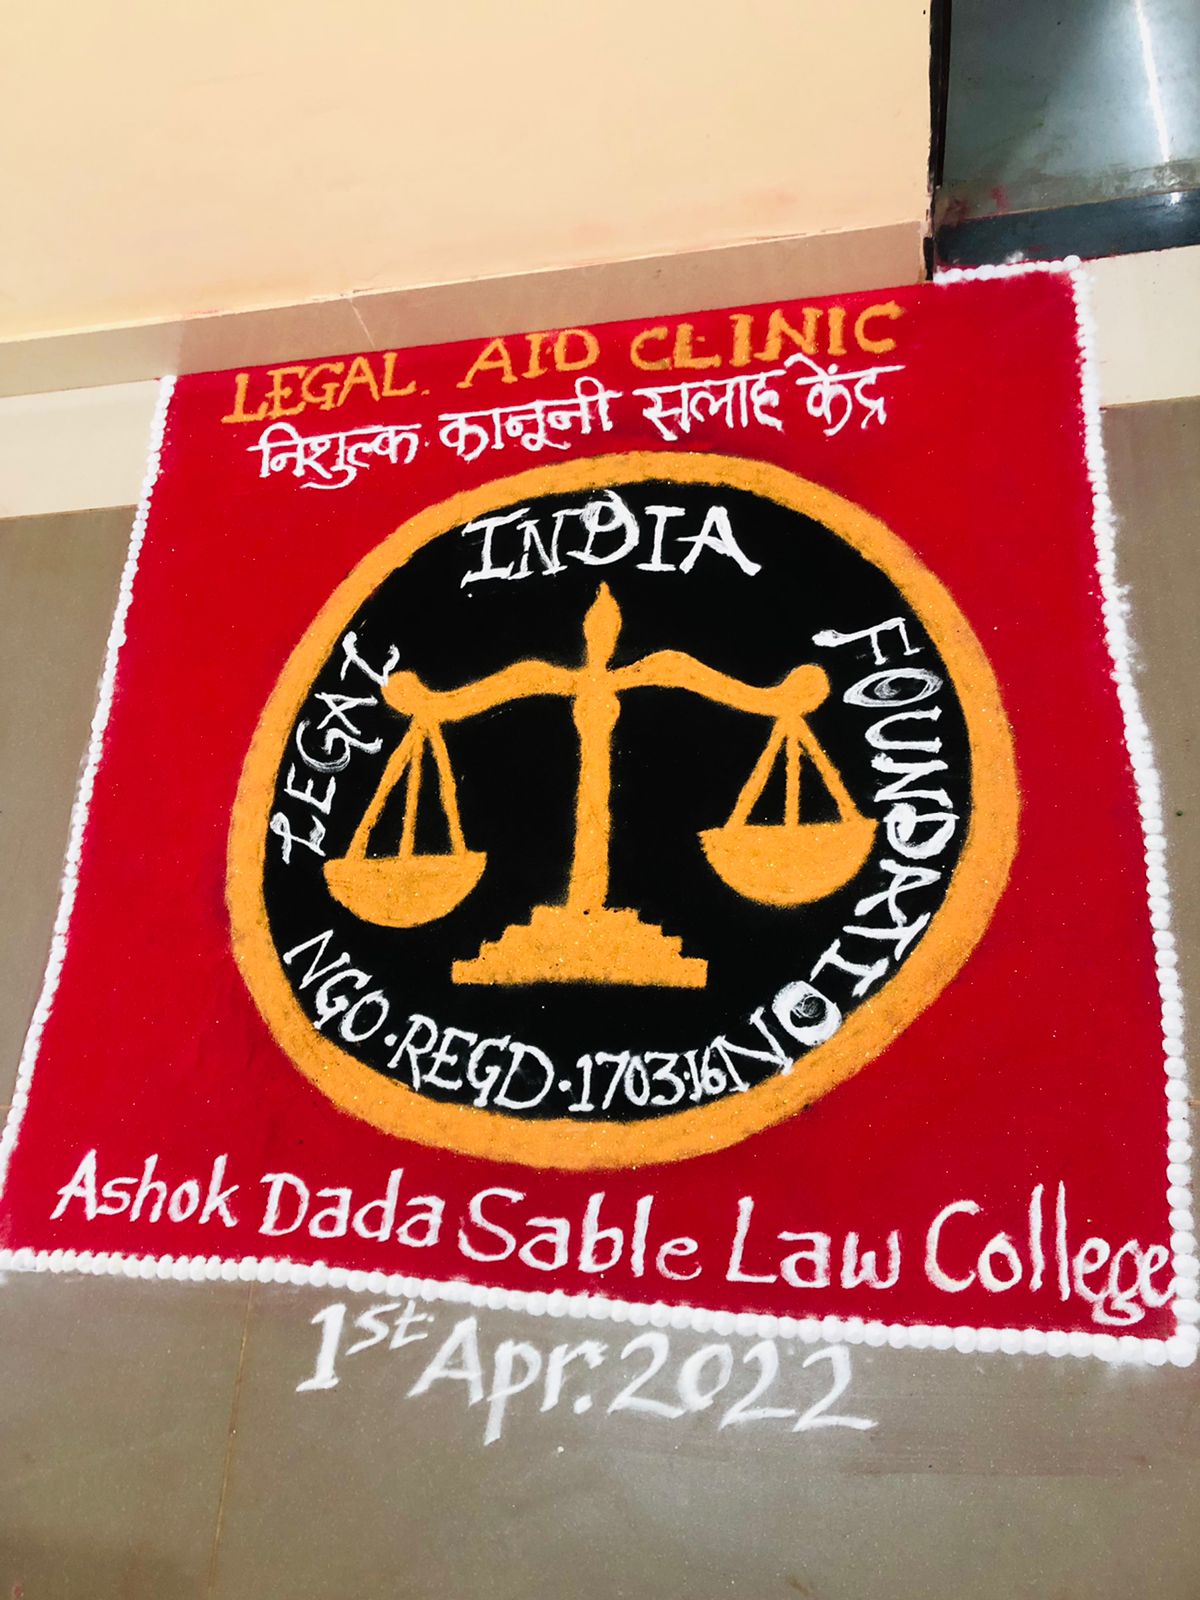 LEGAL AID CLINIC
निशुल्क कानूनी सलाह केंद्र
LEGAL INDIA FOUNDATION
NGO·REGD·1703·16
Ashok Dada Sable Law College
1st Apr. 2022